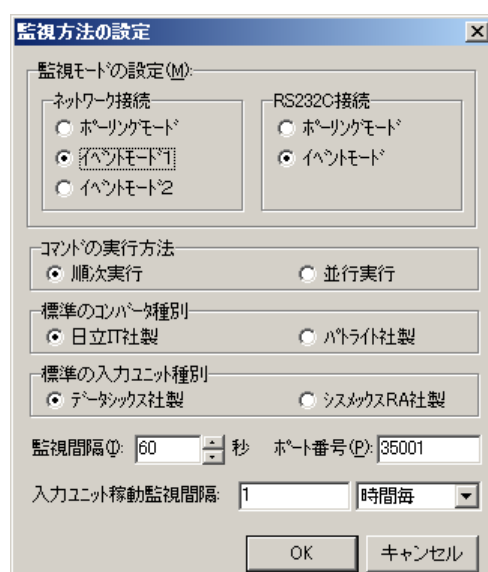 監視方法の設定
監視モードの設定(M):
ネットワーク接続
RS232C接続
ポーリングモード
ポーリングモード
イベントモード1
イベントモード
イベントモード2
コマンドの実行方法
順次実行
並行実行
標準のコンバータ種別
日立IT社製
パトライト社製
標準の入力ユニット種別
データシックス社製
シスメックスRA社製
監視間隔(I): 60 秒 ポート番号(P): 35001
入力ユニット稼動監視間隔: 1 時間毎
OK キャンセル